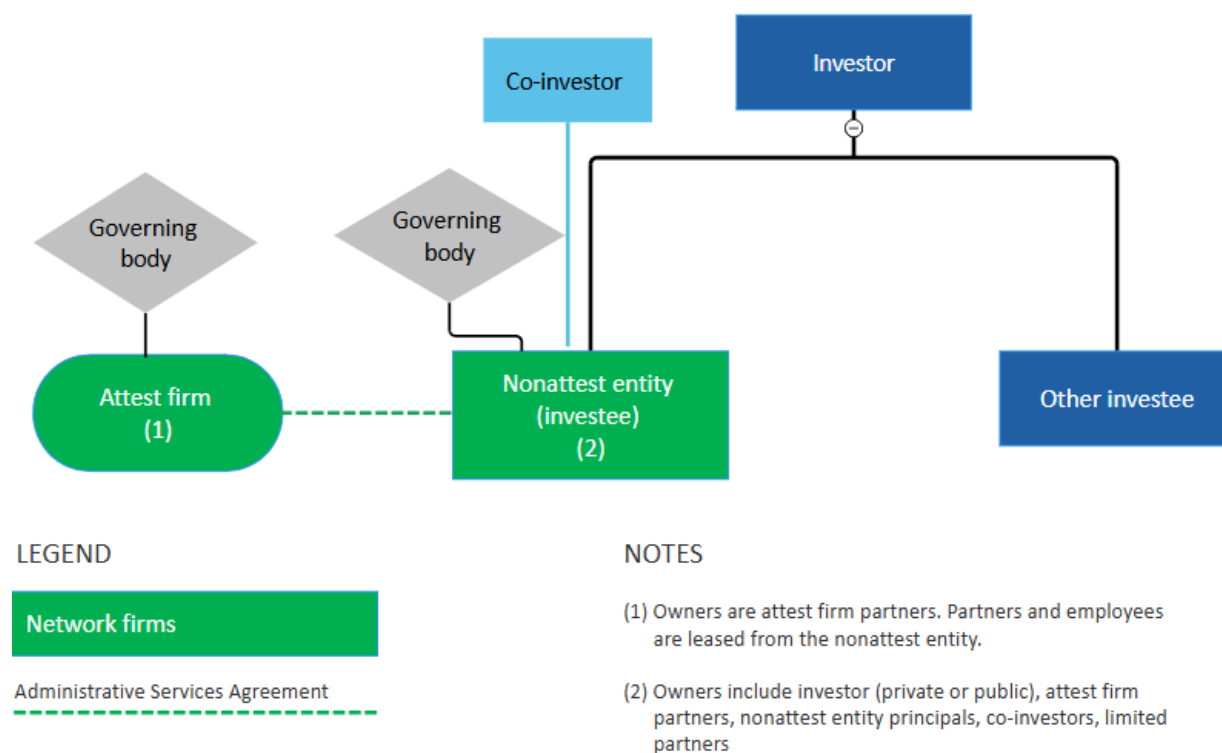 Co-investor
Investor
Governing
body
Governing
body
Attest firm
(1)
Nonattest entity
(investee)
(2)
Other investee
LEGEND
Network firms
Administrative Services Agreement
NOTES
(1) Owners are attest firm partners. Partners and employees
are leased from the nonattest entity.
(2) Owners include investor (private or public), attest firm
partners, nonattest entity principals, co-investors, limited
partners